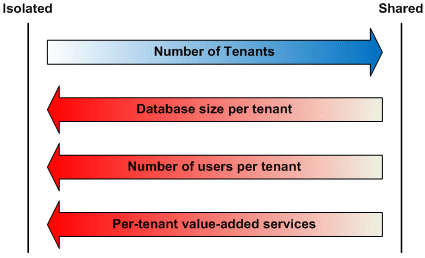 Isolated
Shared
Number of Tenants
Database size per tenant
Number of users per tenant
Per-tenant value-added services